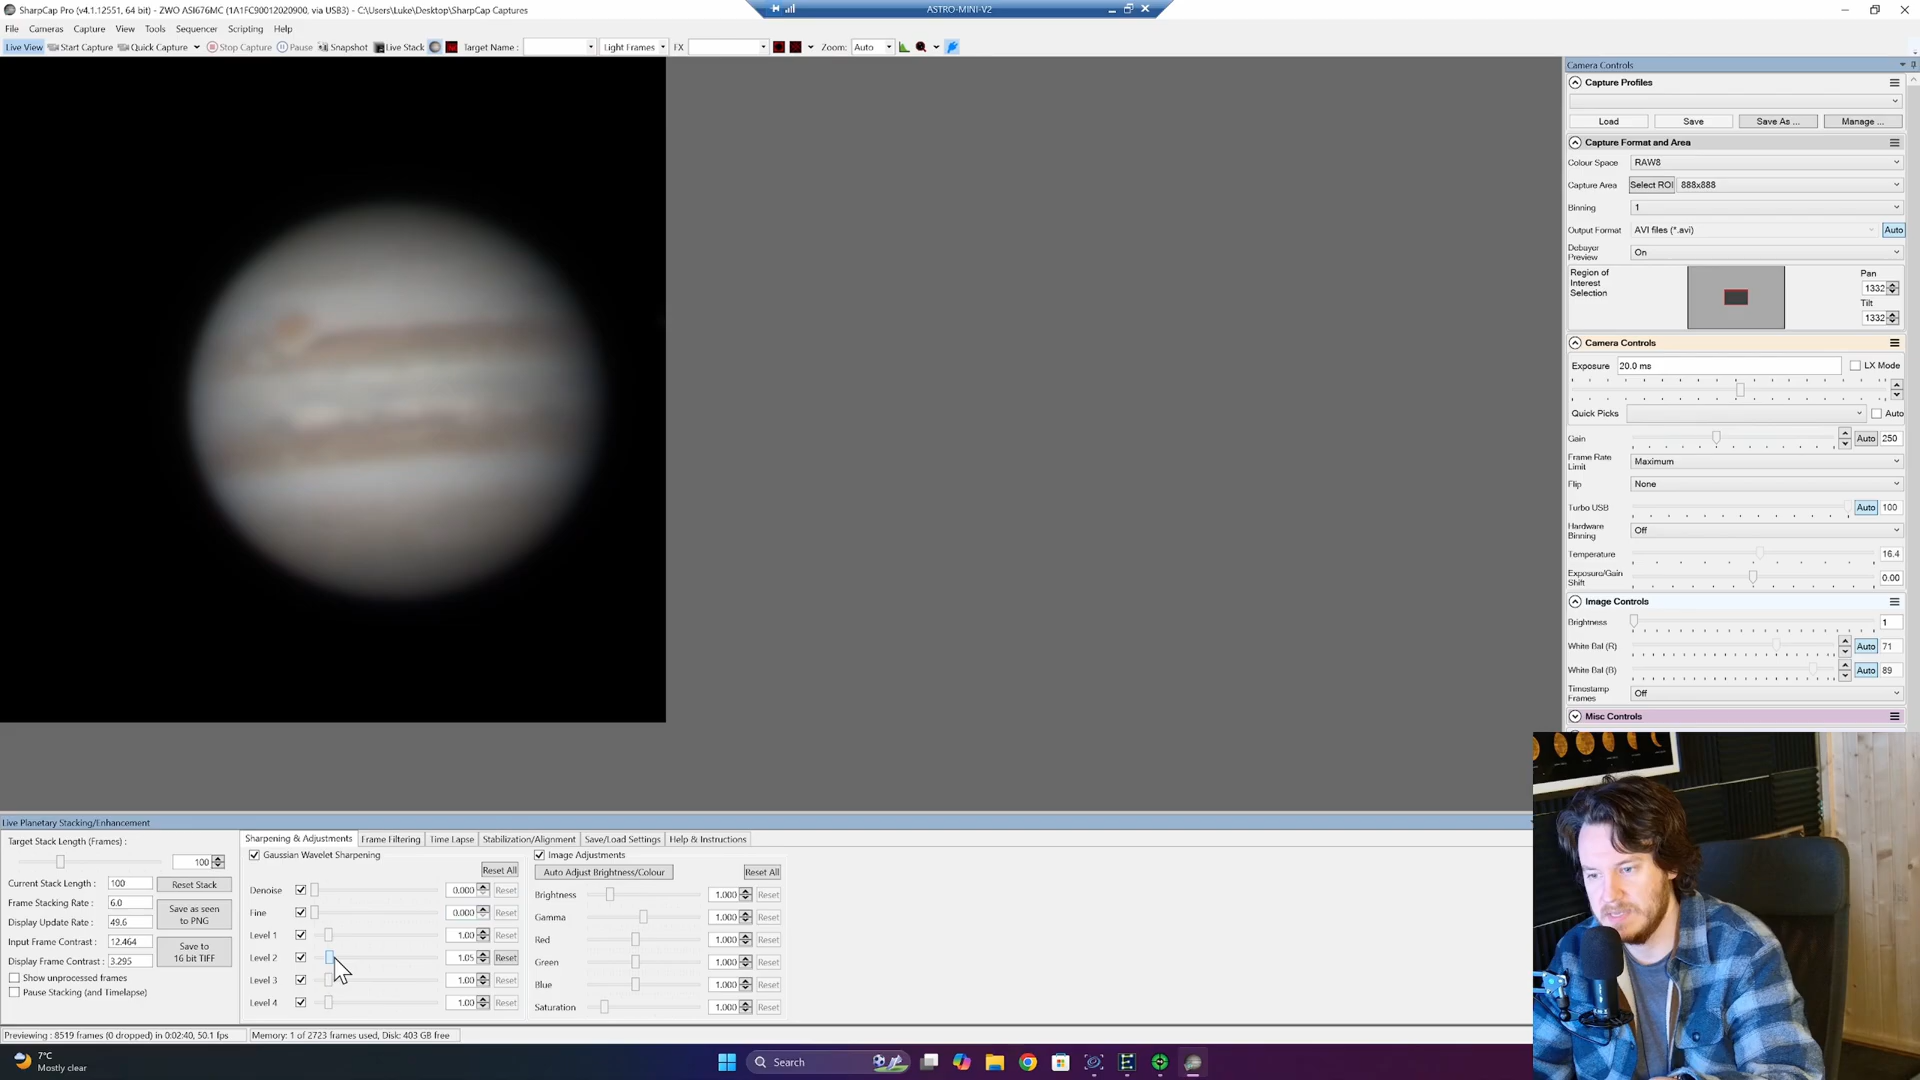 SharpCap Pro (v4.1.12551, 64 bit) - ZWO ASI676MC (1A1FC90012020900, via USB3) - C:\Users\Luke\Desktop\SharpCap Captures
ASTRO-MINI-V2
File Cameras Capture View Tools Sequencer Scripting Help
Live View Start Capture Quick Capture Stop Capture Pause Snapshot Live Stack Target Name : Light Frames FX Zoom: Auto
Camera Controls
Capture Profiles
Load Save Save As ... Manage ...
Capture Format and Area
Colour Space RAW8
Capture Area Select ROI 888x888
Binning 1
Output Format AVI files (*.avi) Auto
Debayer
Preview On
Region of
Interest
Selection
Pan
1332
Tilt
1332
Camera Controls
Exposure 20.0 ms LX Mode
Quick Picks Auto
Gain Auto 250
Frame Rate
Limit Maximum
Flip None
Turbo USB Auto 100
Hardware
Binning Off
Temperature 16.4
Exposure/Gain
Shift 0.00
Image Controls
Brightness 1
White Bal (R) Auto 71
White Bal (B) Auto 89
Timestamp
Frames Off
Misc Controls
Live Planetary Stacking/Enhancement
Target Stack Length (Frames) :
100
Current Stack Length : 100 Reset Stack
Frame Stacking Rate : 6.0
Display Update Rate : 49.6
Save as seen
to PNG
Input Frame Contrast : 12.464
Display Frame Contrast : 3.295
Save to
16 bit TIFF
Show unprocessed frames
Pause Stacking (and Timelapse)
Sharpening & Adjustments Frame Filtering Time Lapse Stabilization/Alignment Save/Load Settings Help & Instructions
Gaussian Wavelet Sharpening
Reset All
Denoise 0.000 Reset
Fine 0.000 Reset
Level 1 1.00 Reset
Level 2 1.05 Reset
Level 3 1.00 Reset
Level 4 1.00 Reset
Image Adjustments
Auto Adjust Brightness/Colour Reset All
Brightness 1.000 Reset
Gamma 1.000 Reset
Red 1.000 Reset
Green 1.000 Reset
Blue 1.000 Reset
Saturation 1.000 Reset
Previewing : 8519 frames (0 dropped) in 0:02:40, 50.1 fps Memory: 1 of 2723 frames used, Disk: 403 GB free
7°C
Mostly clear
Search